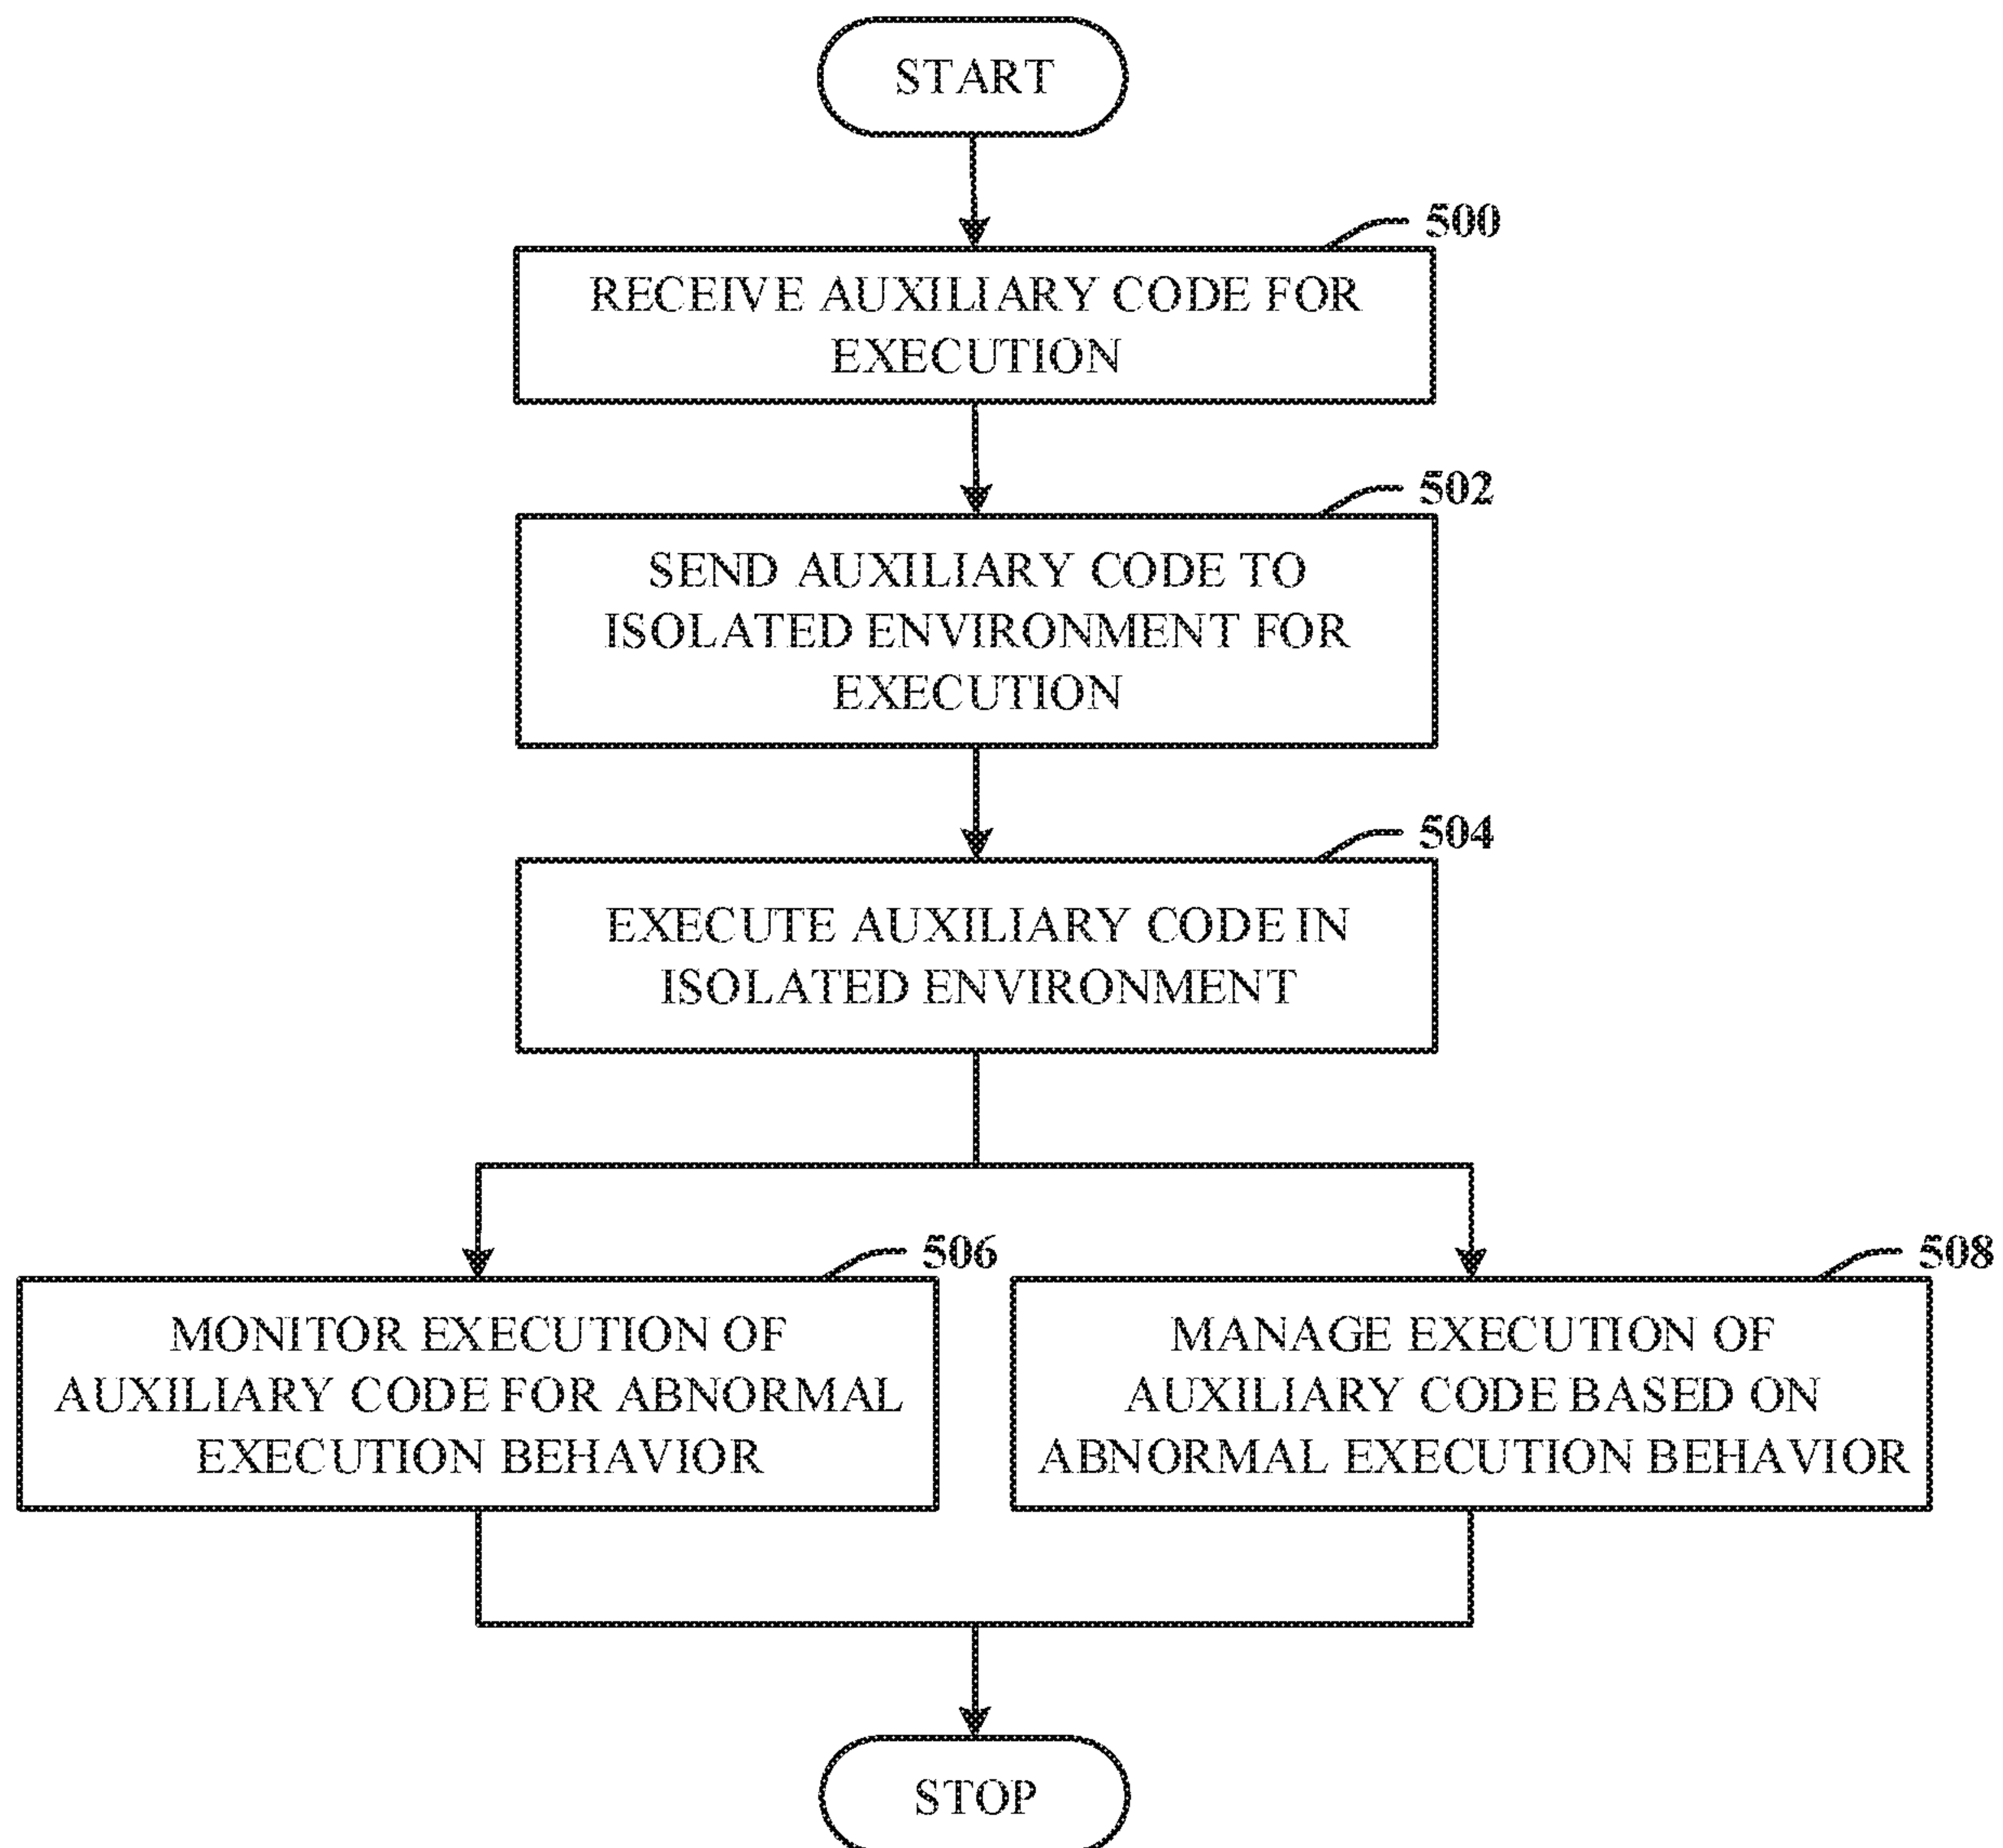 START
500
RECEIVE AUXILIARY CODE FOR
EXECUTION
502
SEND AUXILIARY CODE TO
ISOLATED ENVIRONMENT FOR
EXECUTION
504
EXECUTE AUXILIARY CODE IN
ISOLATED ENVIRONMENT
506
MONITOR EXECUTION OF
AUXILIARY CODE FOR ABNORMAL
EXECUTION BEHAVIOR
508
MANAGE EXECUTION OF
AUXILIARY CODE BASED ON
ABNORMAL EXECUTION BEHAVIOR
STOP